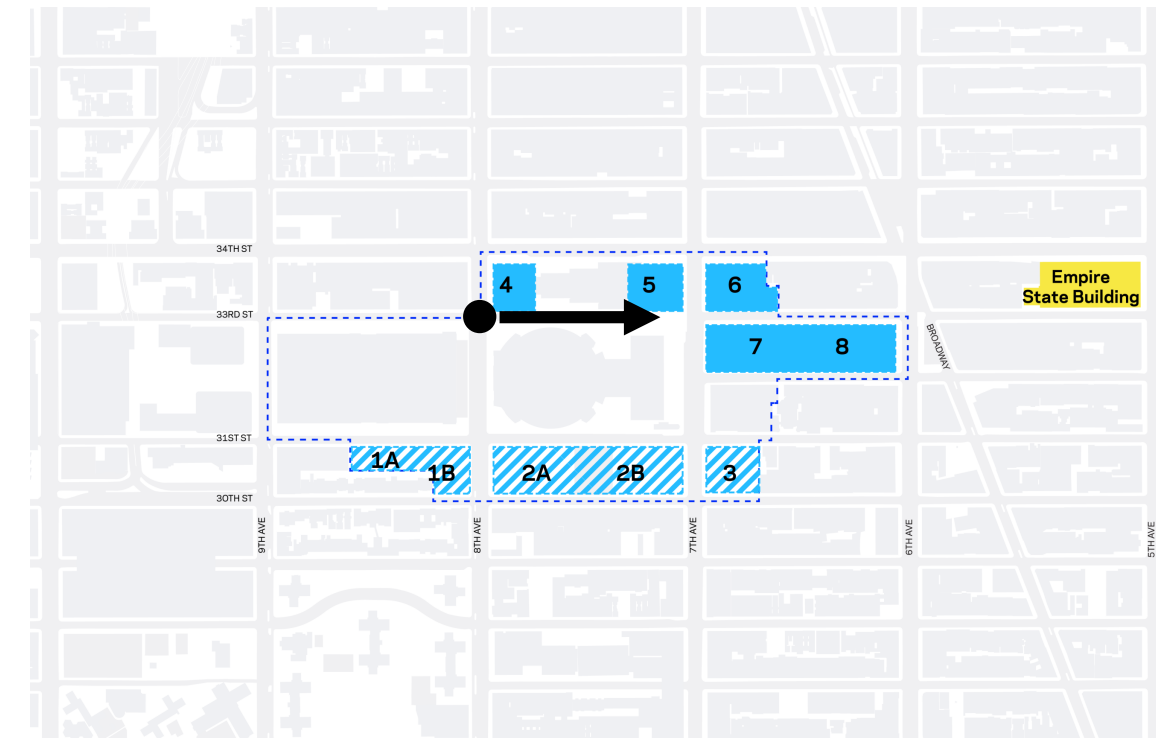 34TH ST
4
5
6
Empire
State Building
33RD ST
7
8
BROADWAY
31ST ST
1A
1B
2A
2B
3
30TH ST
9TH AVE
8TH AVE
7TH AVE
6TH AVE
5TH AVE